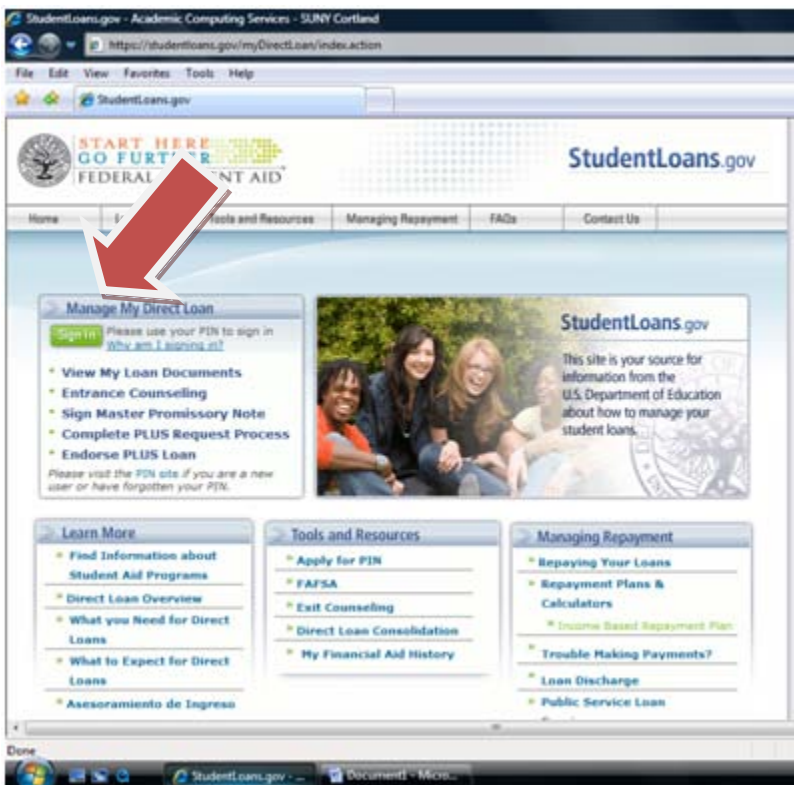 StudentLoans.gov - Academic Computing Services - SUNY Cortland
https://studentloans.gov/myDirectLoan/index.action
File Edit View Favorites Tools Help
StudentLoans.gov
START HERE
GO FURTHER
FEDERAL STUDENT AID
StudentLoans.gov
Home Tools and Resources Managing Repayment FAQs Contact Us
Manage My Direct Loan
Sign In Please use your PIN to sign in
Why am I signing in?
View My Loan Documents
Entrance Counseling
Sign Master Promissory Note
Complete PLUS Request Process
Endorse PLUS Loan
Please visit the PIN site if you are a new
user or have forgotten your PIN.
StudentLoans.gov
This site is your source for
information from the
U.S. Department of Education
about how to manage your
student loans.
Learn More
Find Information about
Student Aid Programs
Direct Loan Overview
What you Need for Direct
Loans
What to Expect for Direct
Loans
Asesoramiento de Ingreso
Tools and Resources
Apply for PIN
FAFSA
Exit Counseling
Direct Loan Consolidation
My Financial Aid History
Managing Repayment
Repaying Your Loans
Repayment Plans &
Calculators
Income Based Repayment Plan
Trouble Making Payments?
Loan Discharge
Public Service Loan
Done
StudentLoans.gov - ... Document1 - Micro...